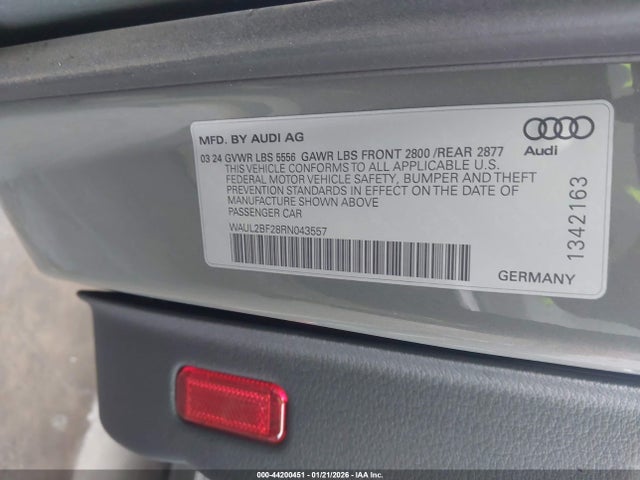 MFD. BY AUDI AG
Audi
03 24 GVWR LBS 5556 GAWR LBS FRONT 2800 /REAR 2877
THIS VEHICLE CONFORMS TO ALL APPLICABLE U.S.
FEDERAL MOTOR VEHICLE SAFETY, BUMPER AND THEFT
PREVENTION STANDARDS IN EFFECT ON THE DATE OF
MANUFACTURE SHOWN ABOVE
PASSENGER CAR
WAUL2BF28RN043557
1342163
GERMANY
000-44200451 - 01/21/2026 - IAA Inc.